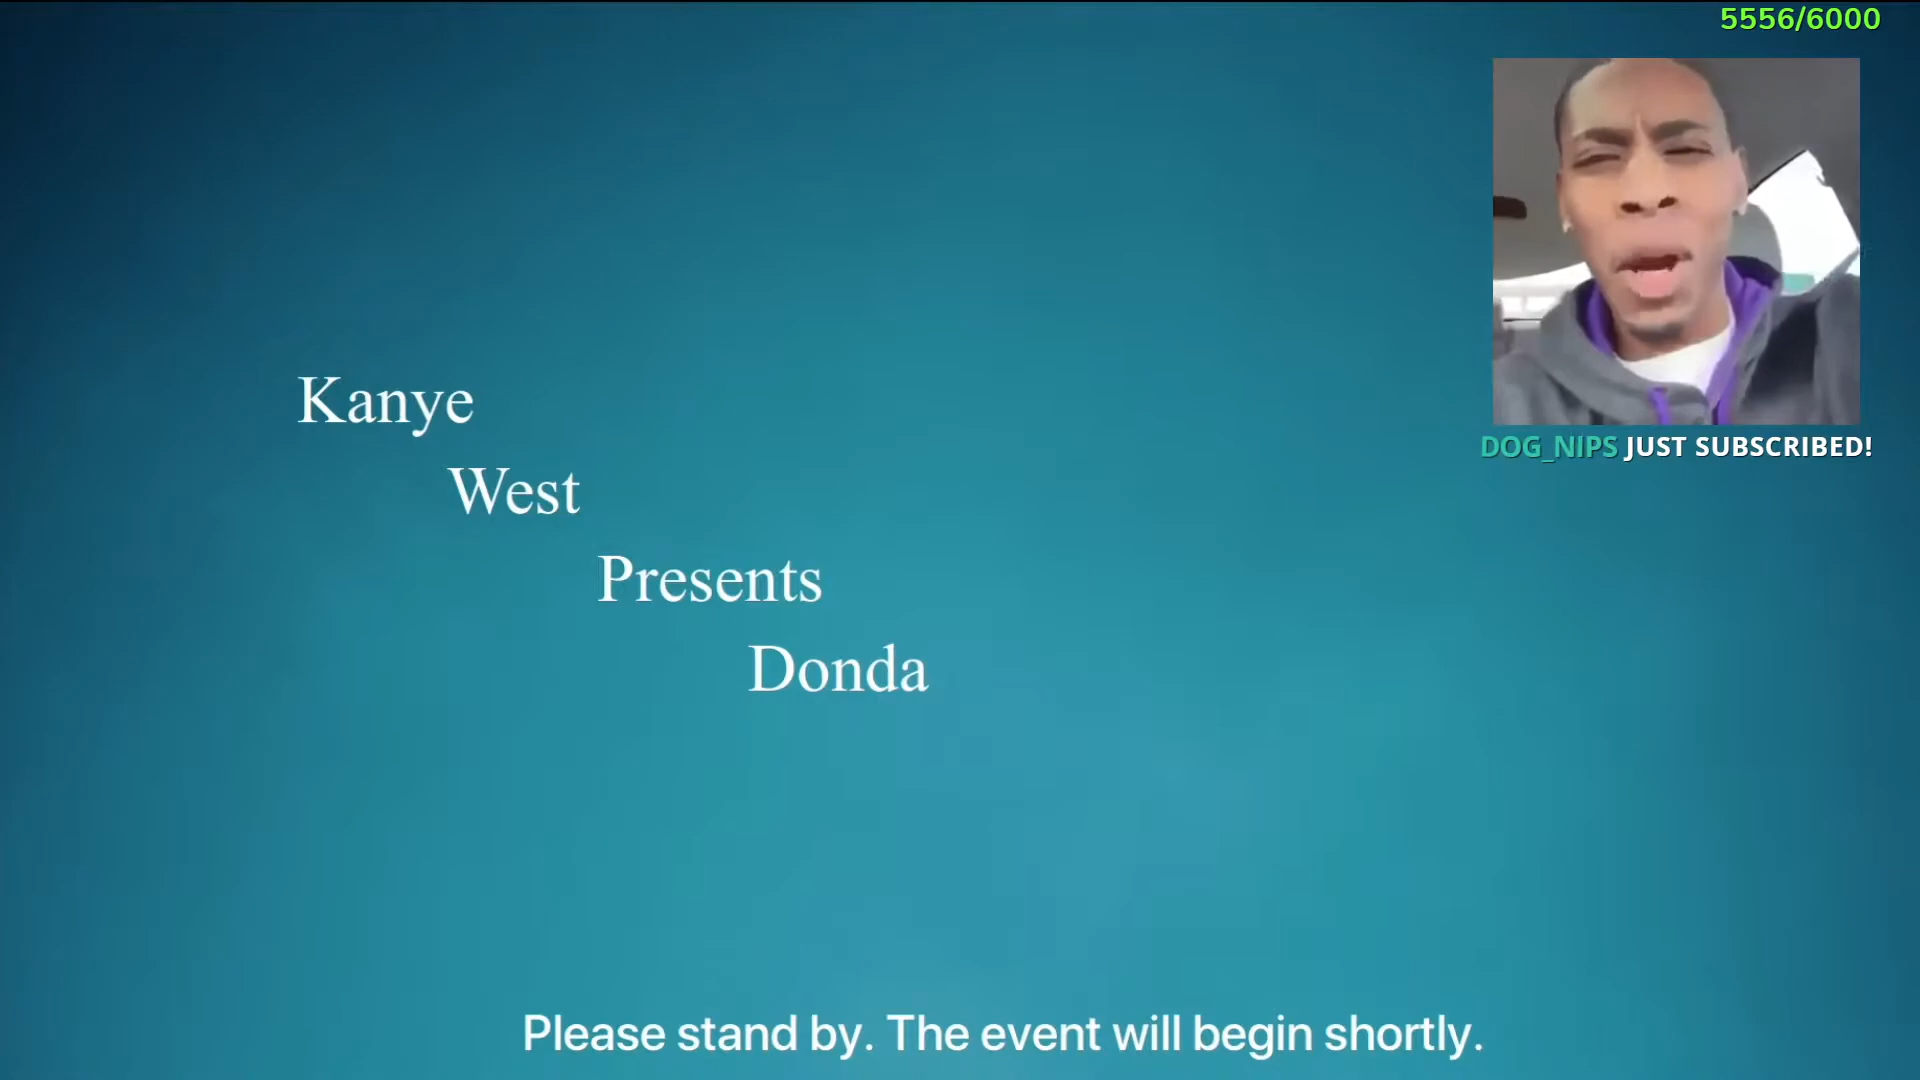 5556/6000
DOG_NIPS JUST SUBSCRIBED!
Kanye
West
Presents
Donda
Please stand by. The event will begin shortly.